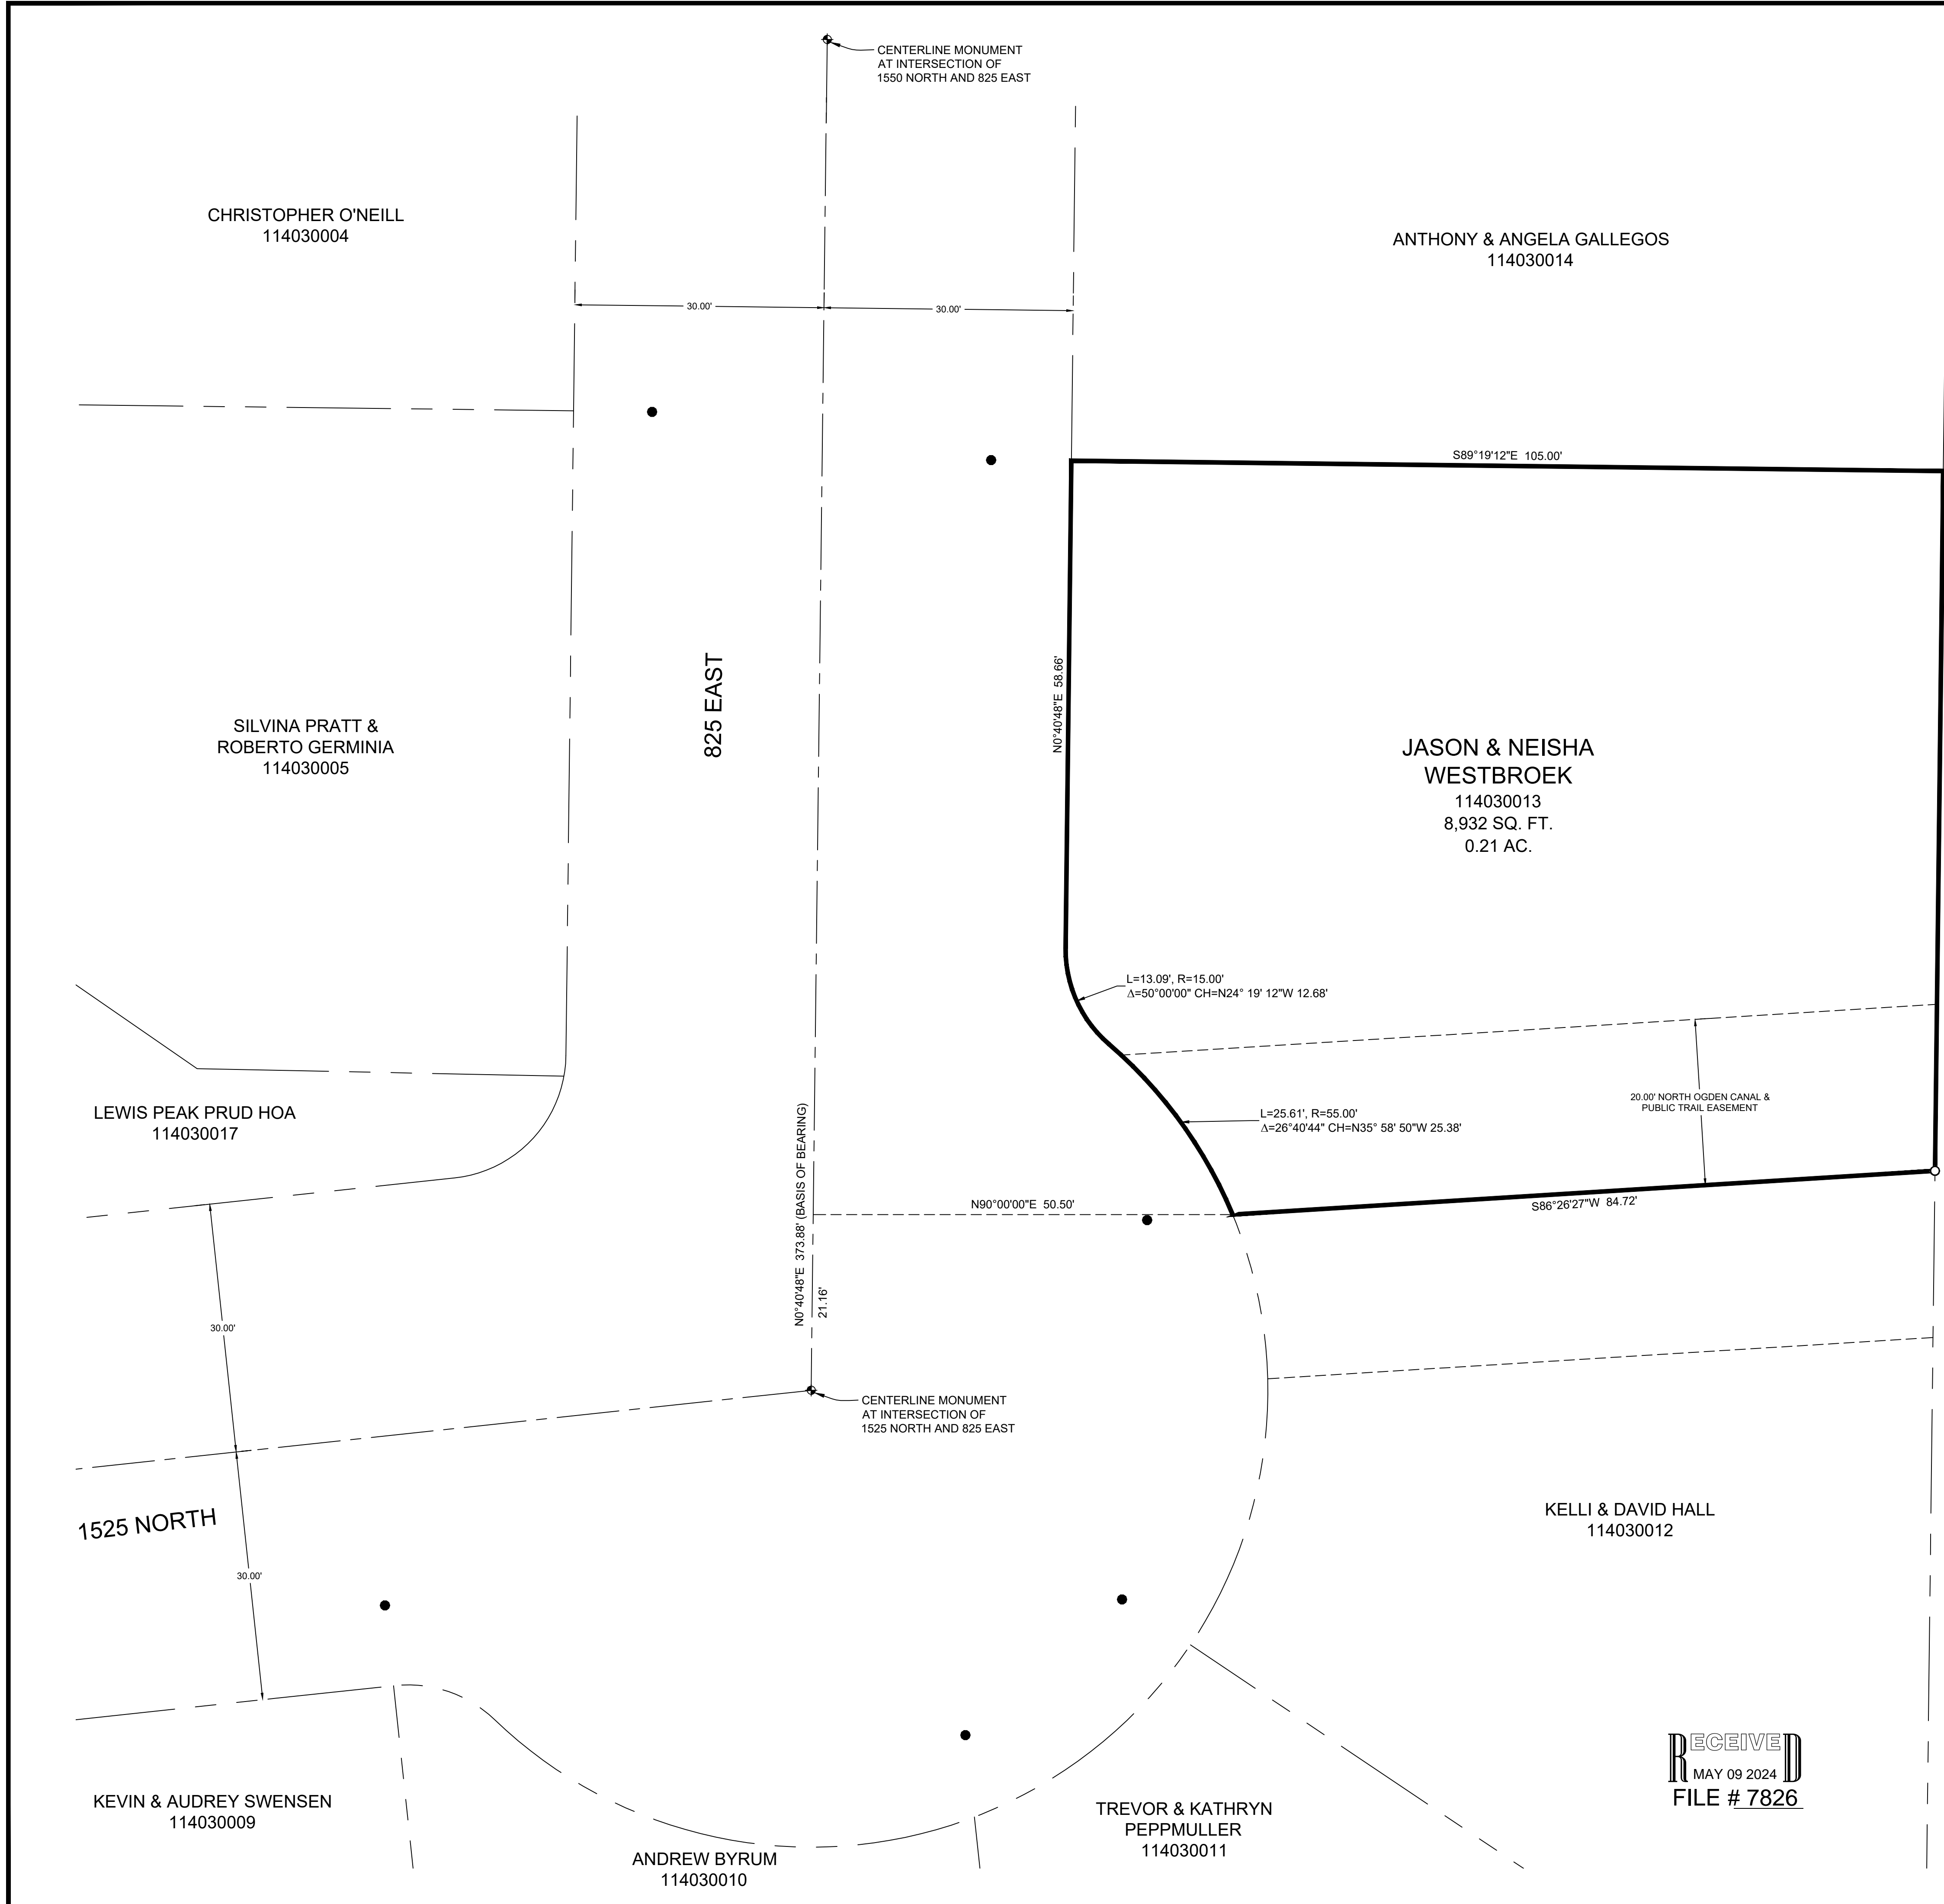 CENTERLINE MONUMENT
AT INTERSECTION OF
1550 NORTH AND 825 EAST
CHRISTOPHER O'NEILL
114030004
ANTHONY & ANGELA GALLEGOS
114030014
30.00'
30.00'
S89°19'12"E 105.00'
825 EAST
N0°40'48"E 58.66'
SILVINA PRATT &
ROBERTO GERMINIA
114030005
JASON & NEISHA
WESTBROEK
114030013
8,932 SQ. FT.
0.21 AC.
L=13.09', R=15.00'
Δ=50°00'00" CH=N24° 19' 12"W 12.68'
LEWIS PEAK PRUD HOA
114030017
20.00' NORTH OGDEN CANAL &
PUBLIC TRAIL EASEMENT
L=25.61', R=55.00'
Δ=26°40'44" CH=N35° 58' 50"W 25.38'
N90°00'00"E 50.50'
S86°26'27"W 84.72'
N0°40'48"E 373.88' (BASIS OF BEARING)
21.16'
30.00'
CENTERLINE MONUMENT
AT INTERSECTION OF
1525 NORTH AND 825 EAST
1525 NORTH
30.00'
KELLI & DAVID HALL
114030012
RECEIVED
MAY 09 2024
FILE # 7826
KEVIN & AUDREY SWENSEN
114030009
TREVOR & KATHRYN
PEPPMULLER
114030011
ANDREW BYRUM
114030010